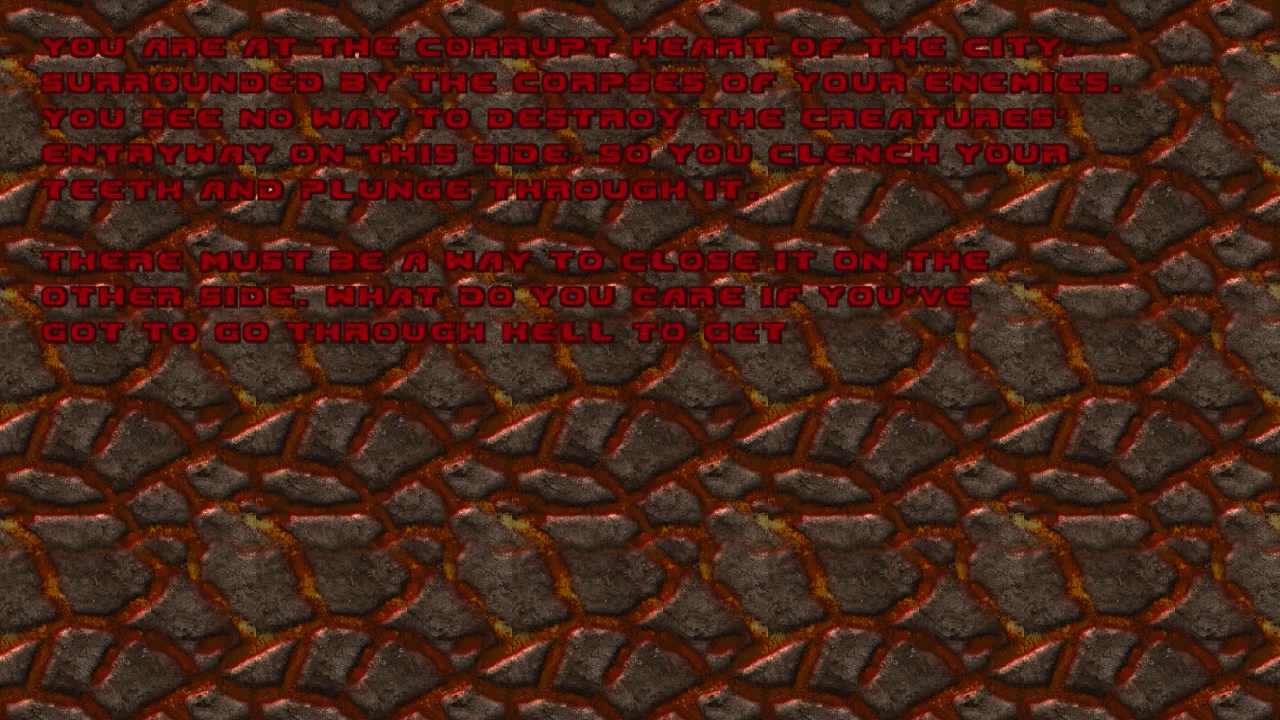 YOU ARE AT THE CORRUPT HEART OF THE CITY,
SURROUNDED BY THE CORPSES OF YOUR ENEMIES.
YOU SEE NO WAY TO DESTROY THE CREATURES'
ENTRYWAY ON THIS SIDE, SO YOU CLENCH YOUR
TEETH AND PLUNGE THROUGH IT.
THERE MUST BE A WAY TO CLOSE IT ON THE
OTHER SIDE. WHAT DO YOU CARE IF YOU'VE
GOT TO GO THROUGH HELL TO GET